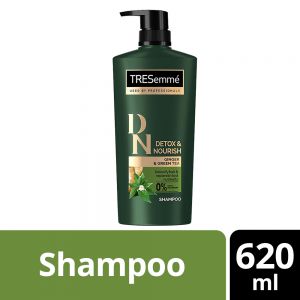 TRESemmé
USED BY PROFESSIONALS
DN
DETOX &
NOURISH
GINGER
& GREEN TEA
0%
SHAMPOO
Shampoo
620
ml